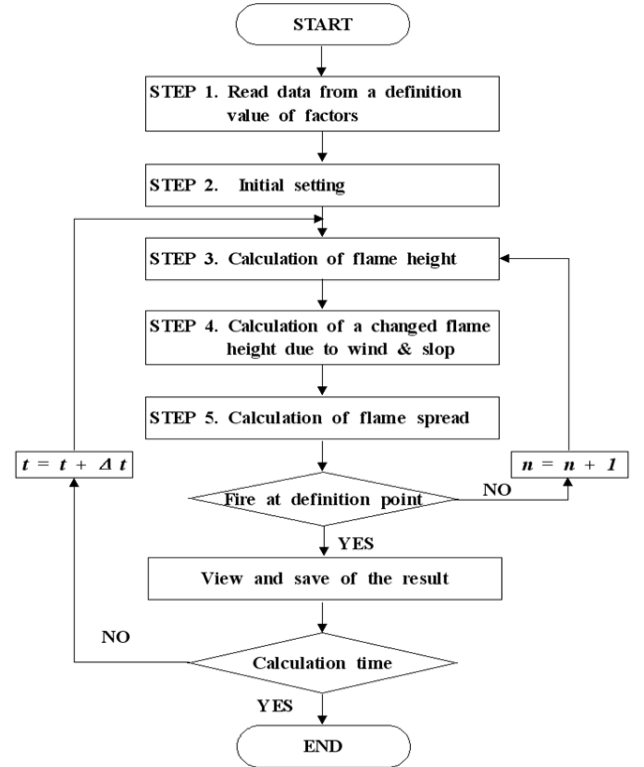 START
STEP 1. Read data from a definition
value of factors
STEP 2. Initial setting
STEP 3. Calculation of flame height
STEP 4. Calculation of a changed flame
height due to wind & slop
STEP 5. Calculation of flame spread
t = t + Δ t
n = n + 1
Fire at definition point
NO
YES
View and save of the result
NO
Calculation time
YES
END